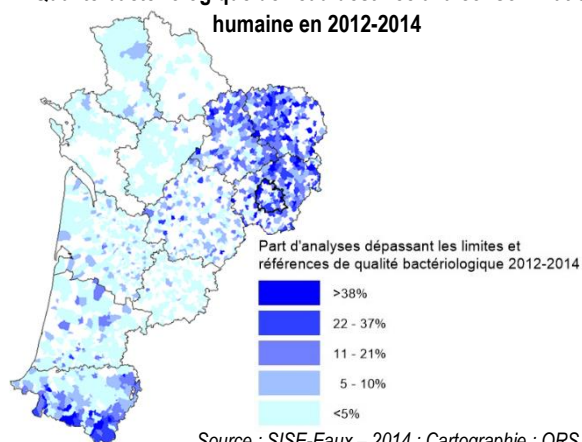 humaine en 2012-2014
Part d'analyses dépassant les limites et
références de qualité bactériologique 2012-2014
>38%
22 - 37%
11 - 21%
5 - 10%
<5%
Source : SISE-Eaux 2014 ; Cartographie : ORS